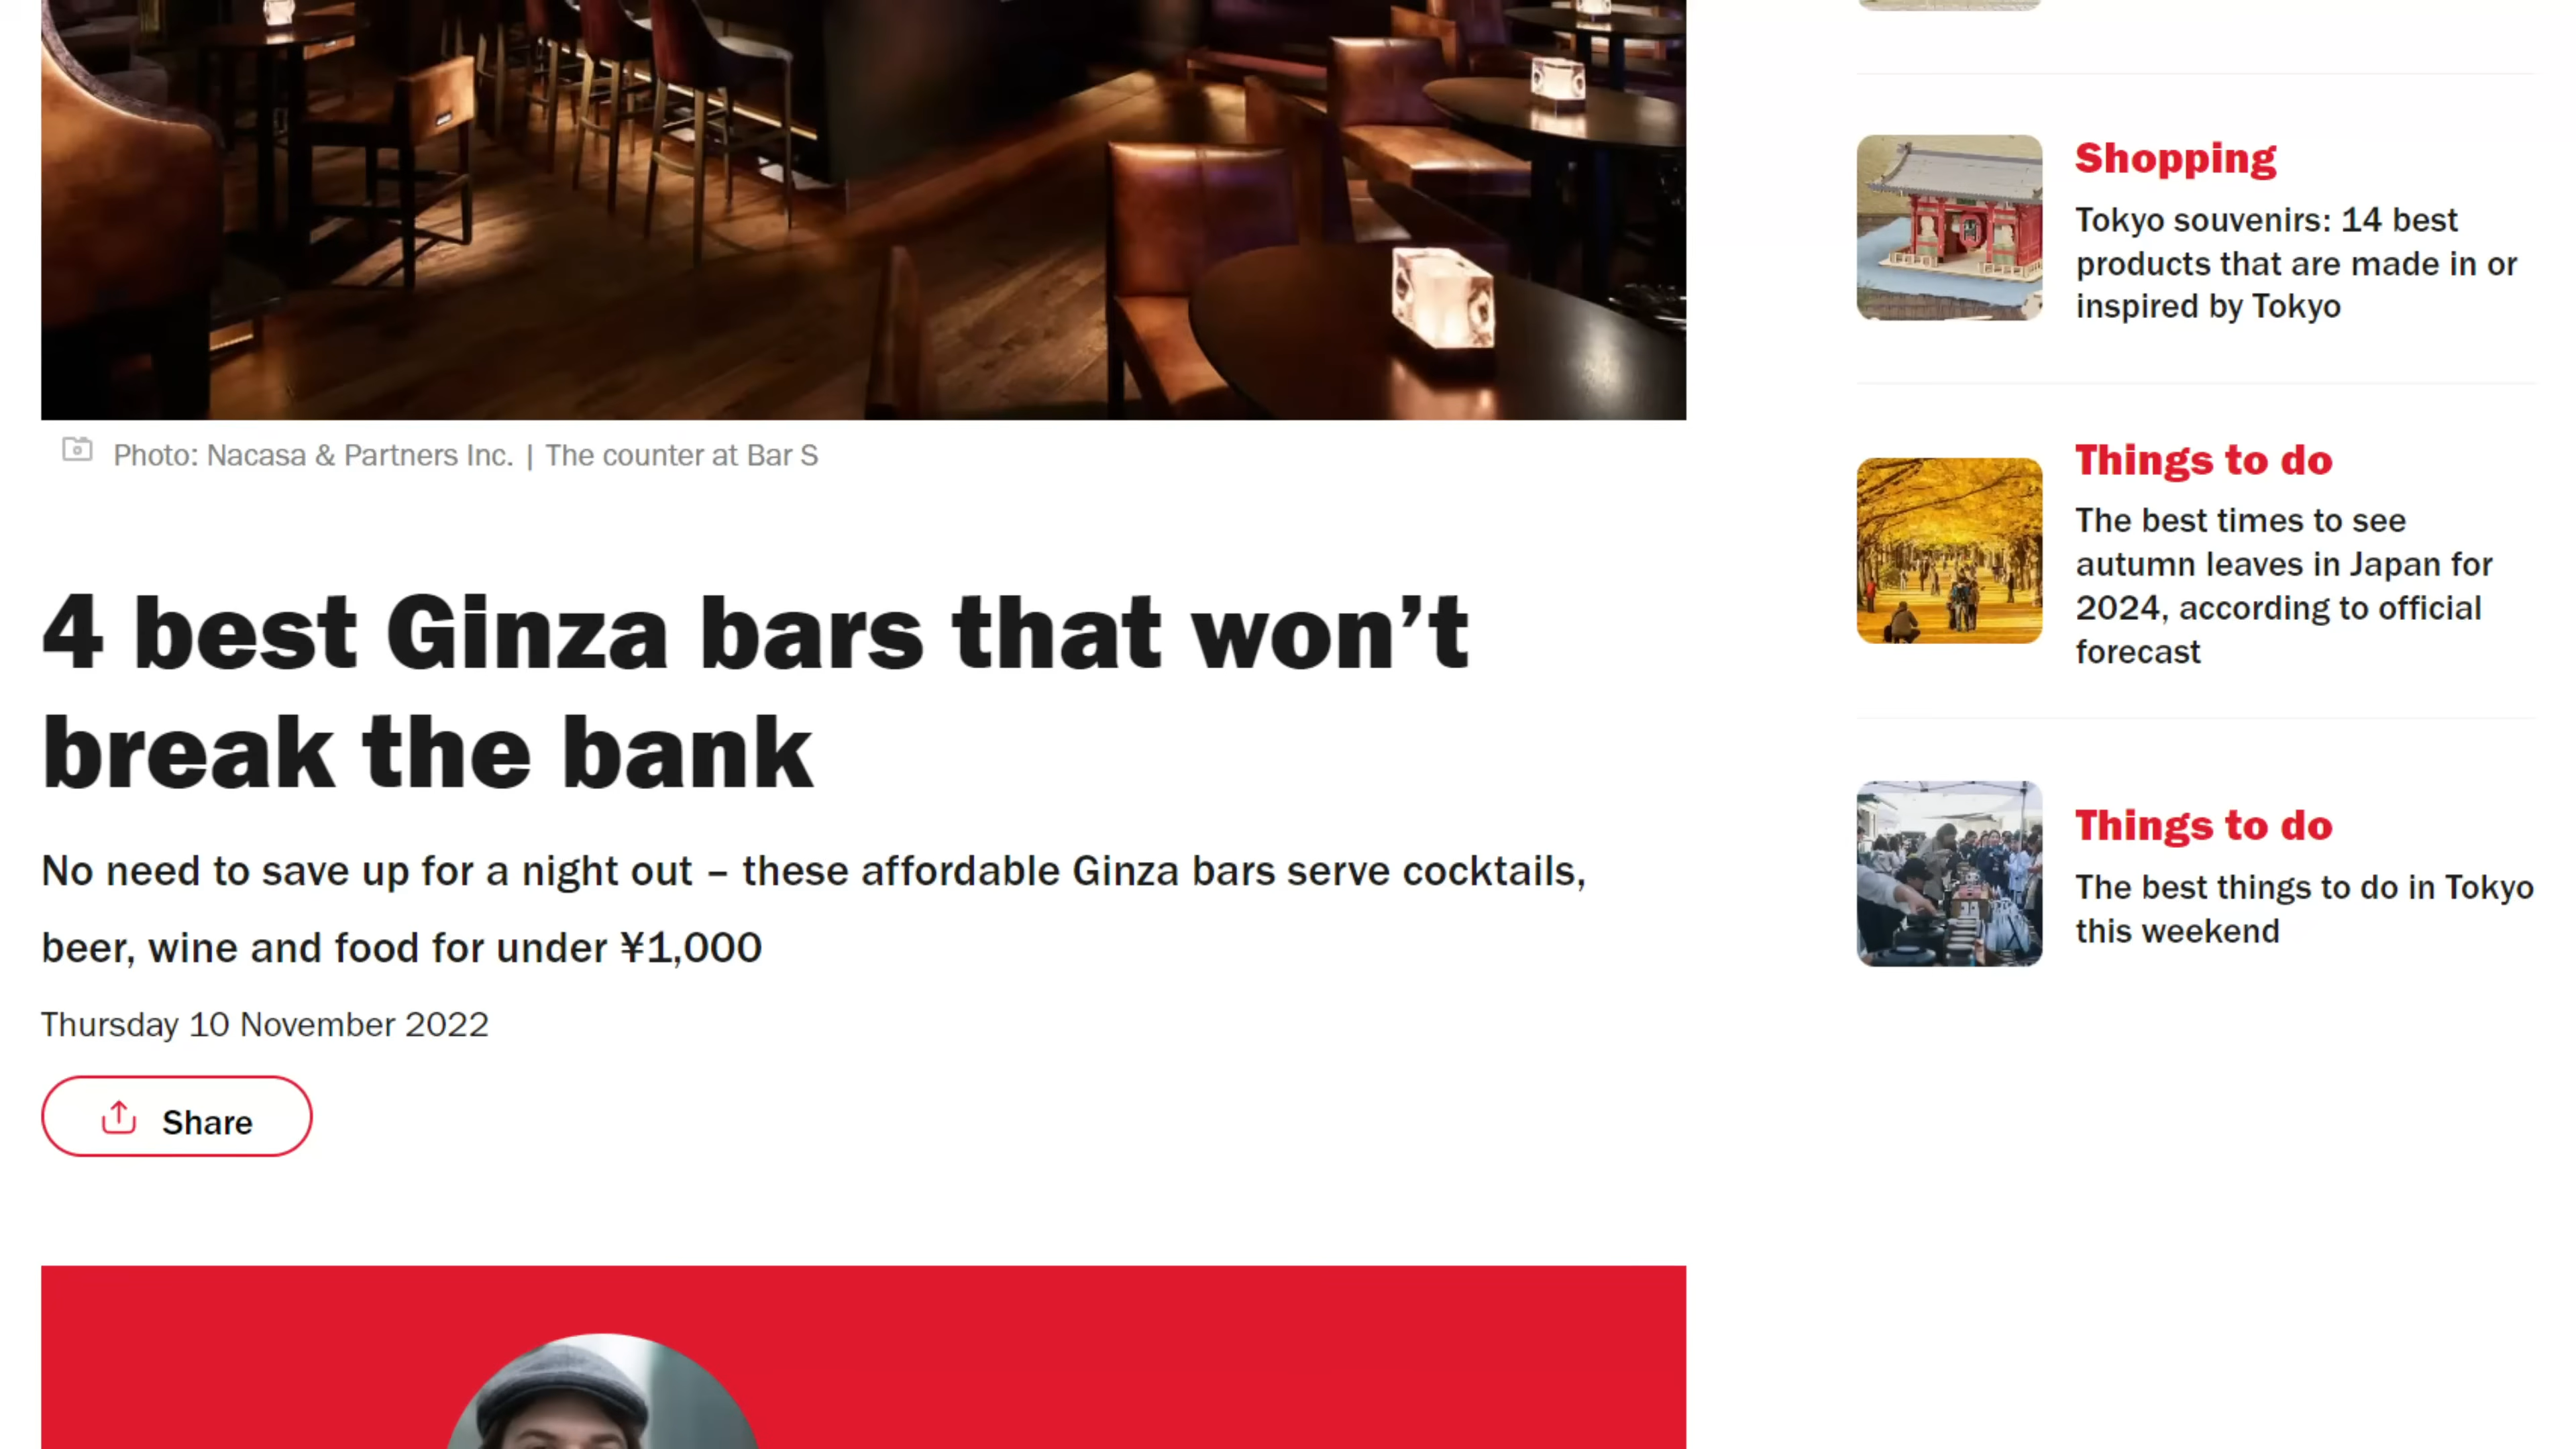 Photo: Nacasa & Partners Inc. | The counter at Bar S
4 best Ginza bars that won’t
break the bank
No need to save up for a night out – these affordable Ginza bars serve cocktails,
beer, wine and food for under ¥1,000
Thursday 10 November 2022
Share
Shopping
Tokyo souvenirs: 14 best
products that are made in or
inspired by Tokyo
Things to do
The best times to see
autumn leaves in Japan for
2024, according to official
forecast
Things to do
The best things to do in Tokyo
this weekend